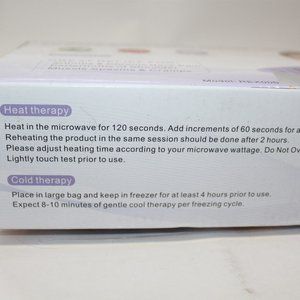 Muscle Sprains & Cramps
Heat therapy
Heat in the microwave for 120 seconds. Add increments of 60 seconds for a
Reheating the product in the same session should be done after 2 hours.
Please adjust heating time according to your microwave wattage. Do Not Ov
Lightly touch test prior to use.
Cold therapy
Place in large bag and keep in freezer for at least 4 hours prior to use.
Expect 8-10 minutes of gentle cool therapy per freezing cycle.